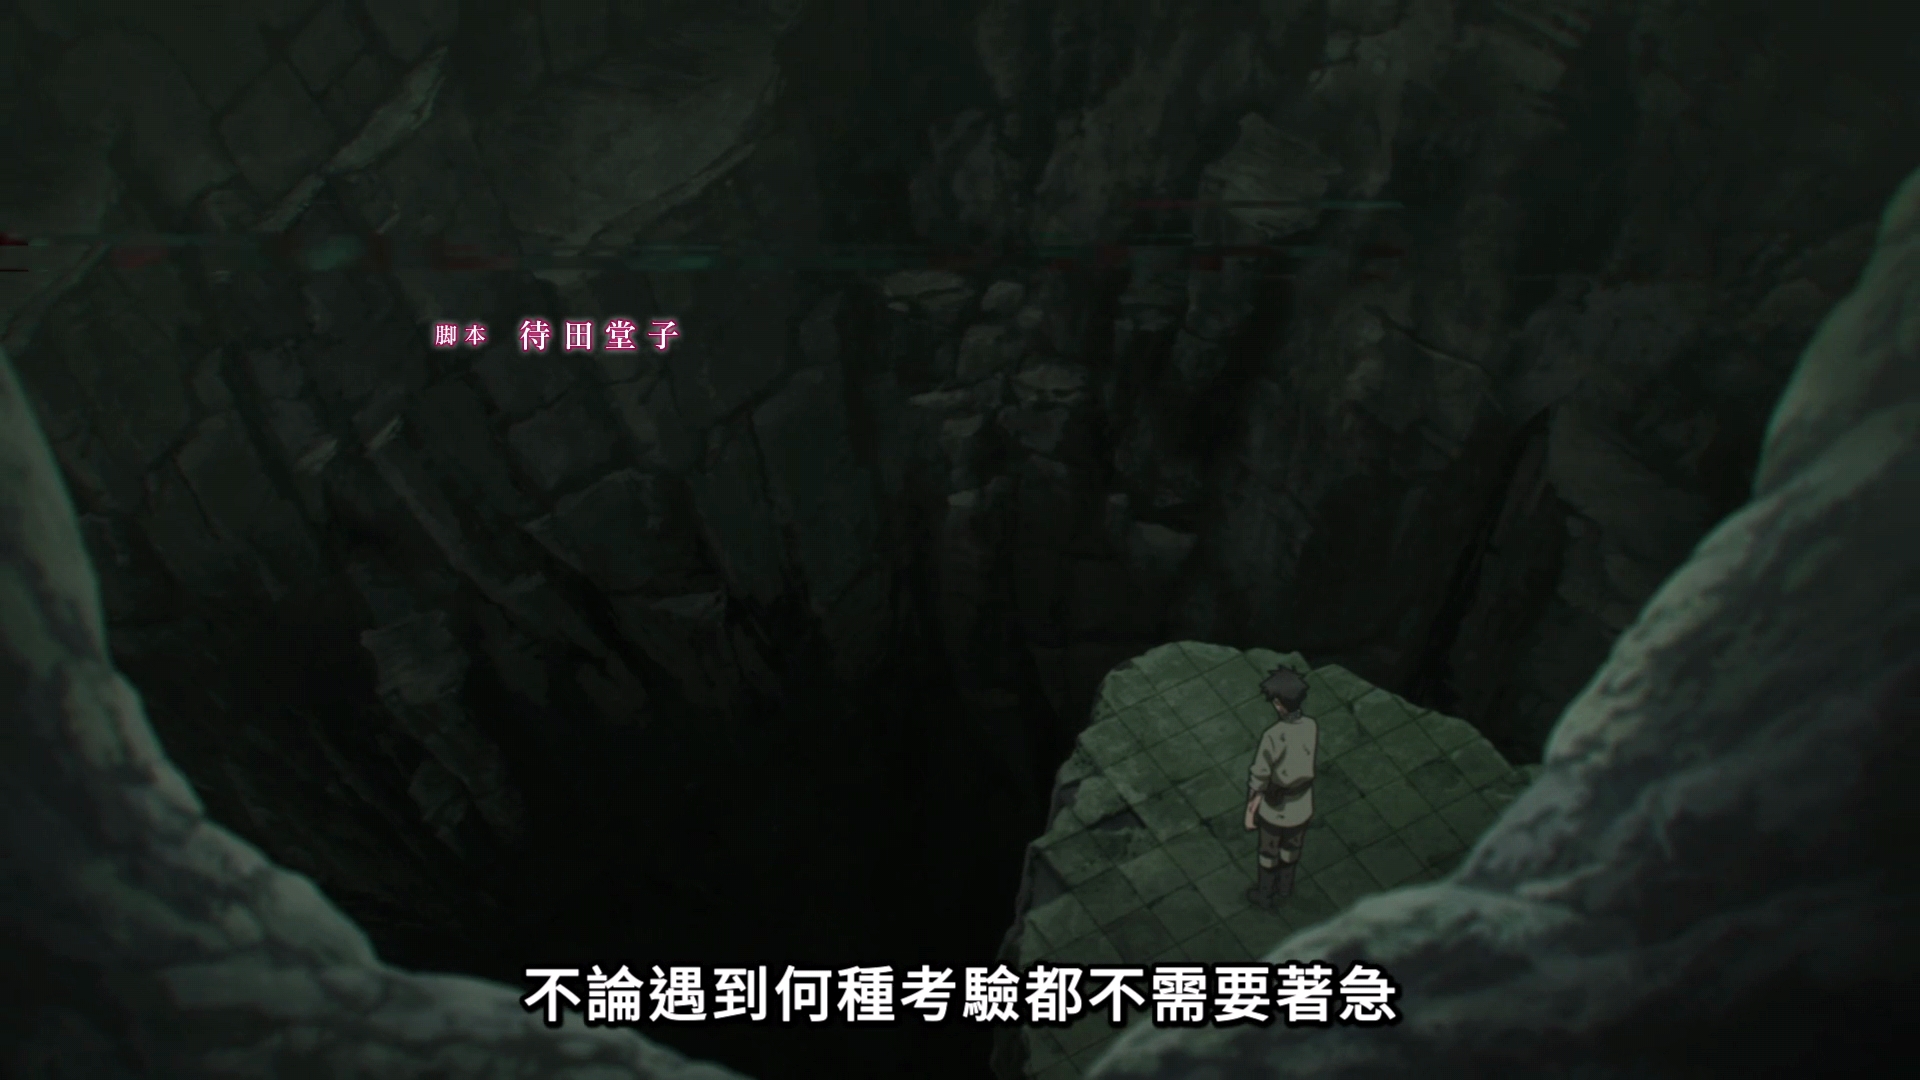 脚本 待田堂子
不論遇到何種考驗都不需要著急